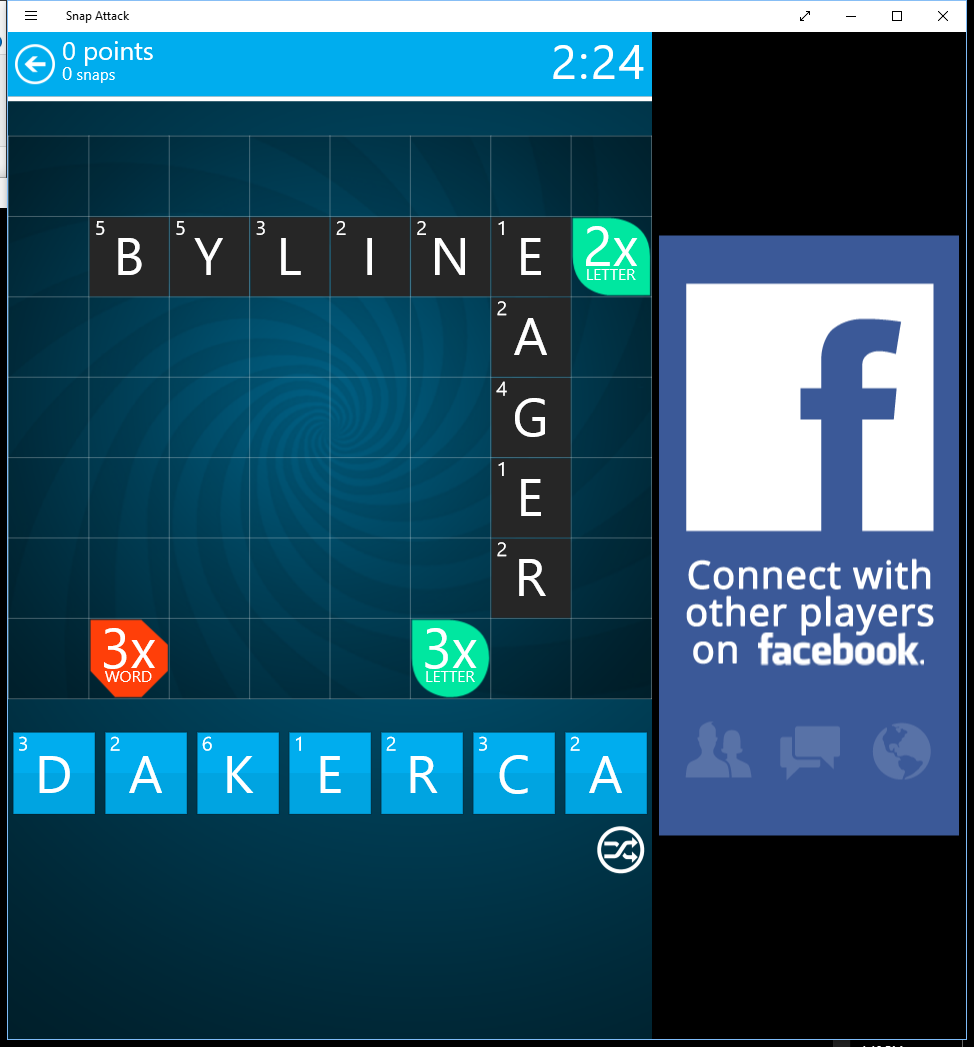 Snap Attack
0 points
0 snaps
2:24
5 B 5 Y 3 L 2 I 2 N 1 E 2x LETTER
2 A
4 G
1 E
2 R
3x WORD 3x LETTER
3 D 2 A 6 K 1 E 2 R 3 C 2 A
f
Connect with
other players
on facebook.